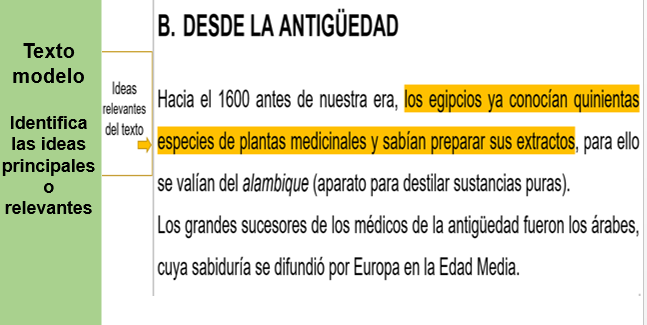 Texto
modelo
Identifica
las ideas
principales
o
relevantes
Ideas
relevantes
del texto
B. DESDE LA ANTIGÜEDAD
Hacia el 1600 antes de nuestra era, los egipcios ya conocían quinientas
especies de plantas medicinales y sabían preparar sus extractos, para ello
se valían del alambique (aparato para destilar sustancias puras).
Los grandes sucesores de los médicos de la antigüedad fueron los árabes,
cuya sabiduría se difundió por Europa en la Edad Media.